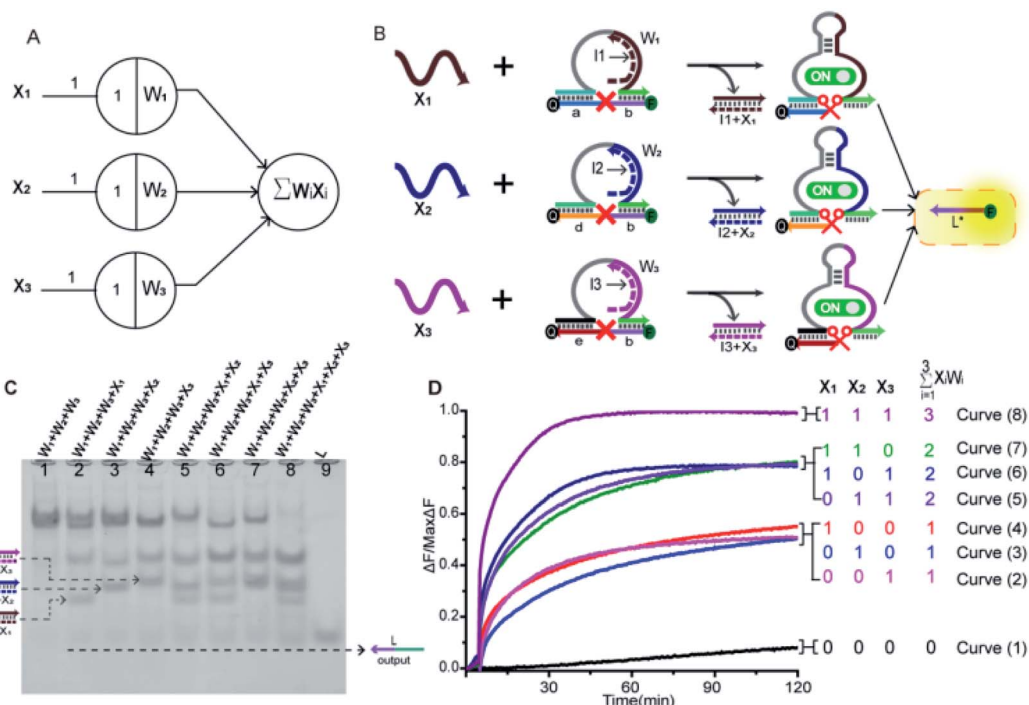 A
X₁ 1 1 W₁
X₂ 1 1 W₂
X₃ 1 1 W₃
∑WᵢXᵢ
B
X₁ + I1 W₁
Q a b F
I1+X₁
ON
X₂ + I2 W₂
Q d b F
I2+X₂
ON
X₃ + I3 W₃
Q e b F
I3+X₃
ON
L* F
C
W₁+W₂+W₃
W₁+W₂+W₃+X₁
W₁+W₂+W₃+X₂
W₁+W₂+W₃+X₃
W₁+W₂+W₃+X₁+X₂
W₁+W₂+W₃+X₁+X₃
W₁+W₂+W₃+X₂+X₃
W₁+W₂+W₃+X₁+X₂+X₃
L
1 2 3 4 5 6 7 8 9
X₃
X₂
X₁
L
output
D
ΔF/MaxΔF
1.0
0.8
0.6
0.4
0.2
0.0
30 60 90 120
Time(min)
X₁ X₂ X₃ 3∑i=1 XᵢWᵢ
1 1 1 3 Curve (8)
1 1 0 2 Curve (7)
1 0 1 2 Curve (6)
0 1 1 2 Curve (5)
1 0 0 1 Curve (4)
0 1 0 1 Curve (3)
0 0 1 1 Curve (2)
0 0 0 0 Curve (1)